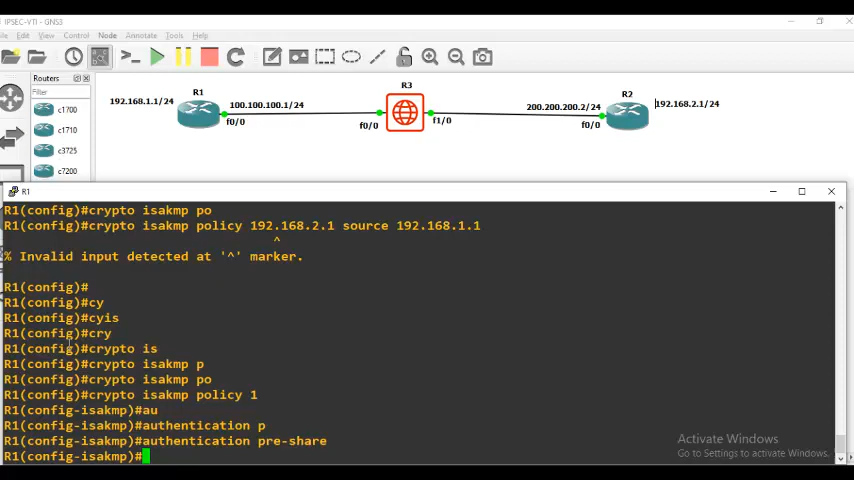 IPSEC-VTI - GNS3
File Edit View Control Node Annotate Tools Help
Routers
Filter
c1700
c1710
c3725
c7200
192.168.1.1/24
R1
100.100.100.1/24
f0/0
R3
f0/0
f1/0
200.200.200.2/24
f0/0
R2
192.168.2.1/24
R1
R1(config)#crypto isakmp po
R1(config)#crypto isakmp policy 192.168.2.1 source 192.168.1.1
^
% Invalid input detected at '^' marker.
R1(config)#
R1(config)#cy
R1(config)#cyis
R1(config)#cry
R1(config)#crypto is
R1(config)#crypto isakmp p
R1(config)#crypto isakmp po
R1(config)#crypto isakmp policy 1
R1(config-isakmp)#au
R1(config-isakmp)#authentication p
R1(config-isakmp)#authentication pre-share
R1(config-isakmp)#
Activate Windows
Go to Settings to activate Windows.